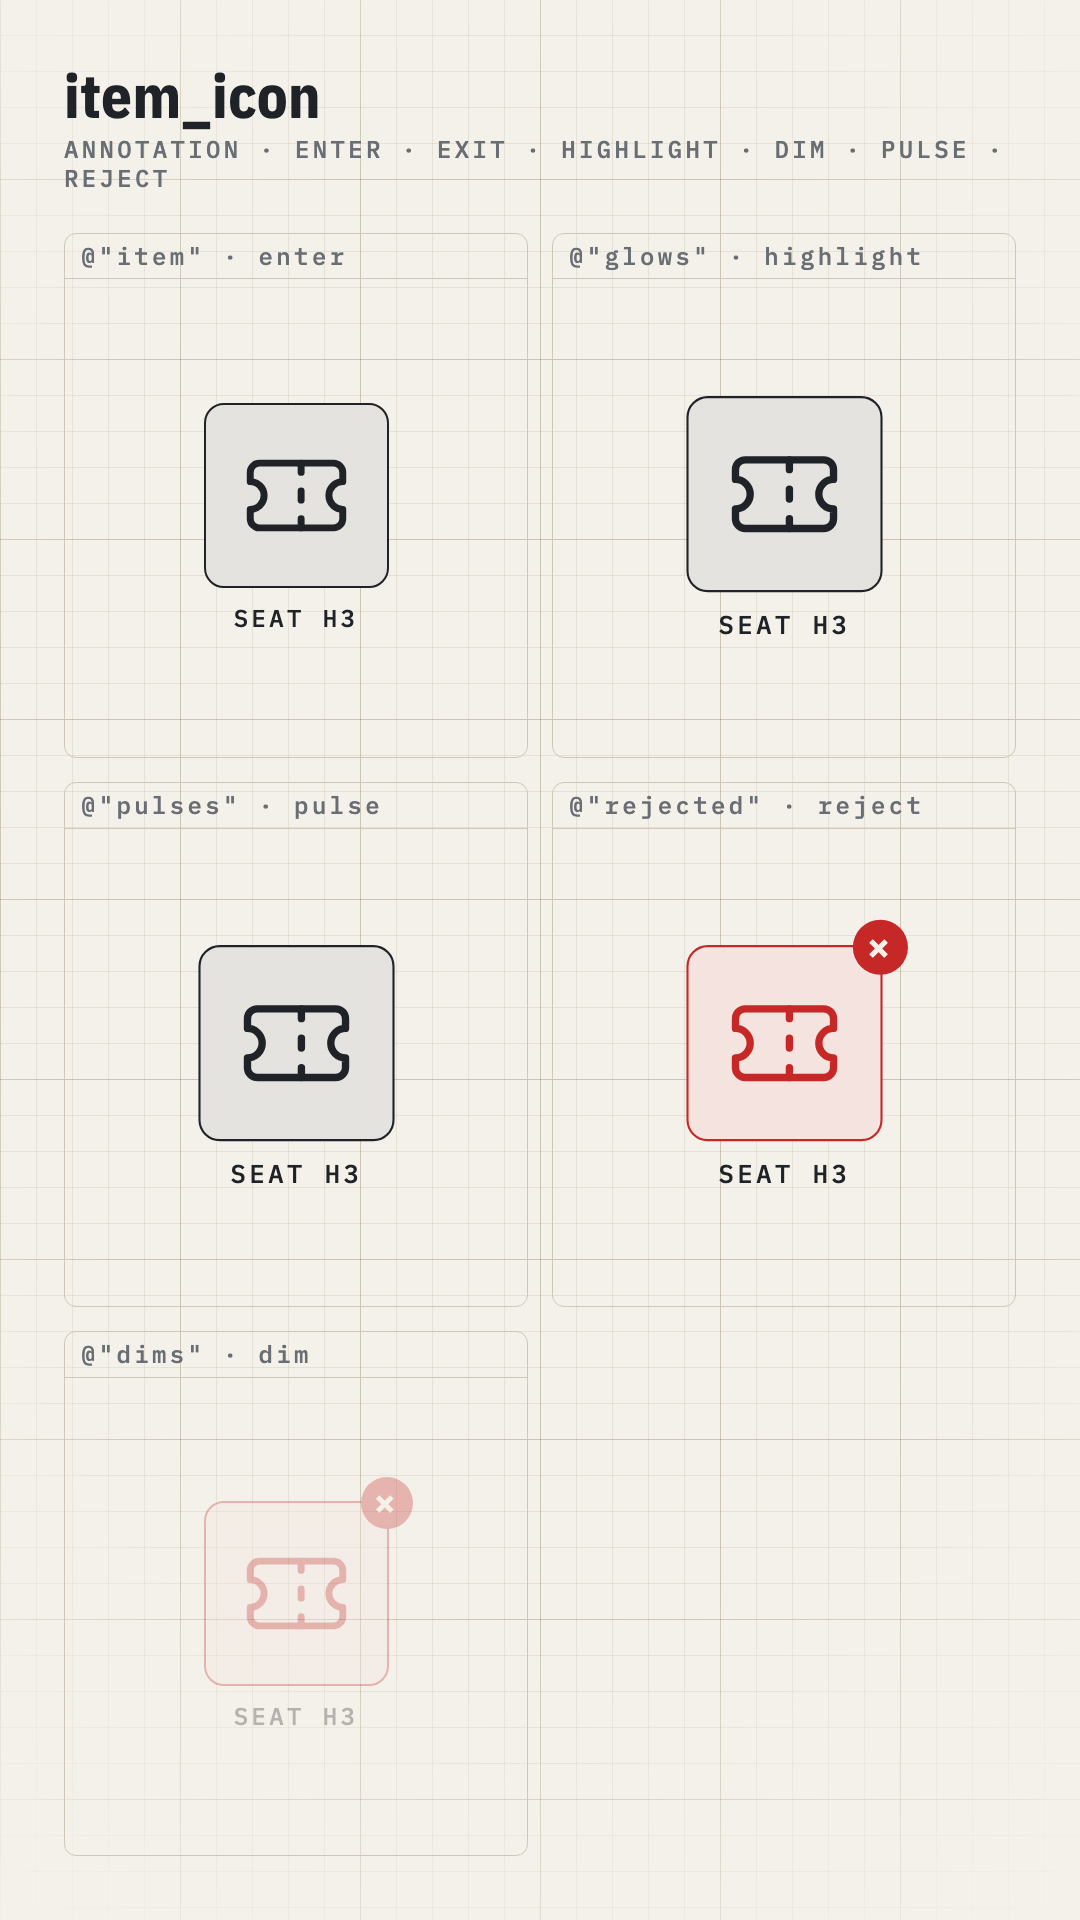 item_icon
ANNOTATION · ENTER · EXIT · HIGHLIGHT · DIM · PULSE ·
REJECT
@"item" · enter
@"glows" · highlight
SEAT H3
SEAT H3
@"pulses" · pulse
@"rejected" · reject
SEAT H3
SEAT H3
@"dims" · dim
SEAT H3